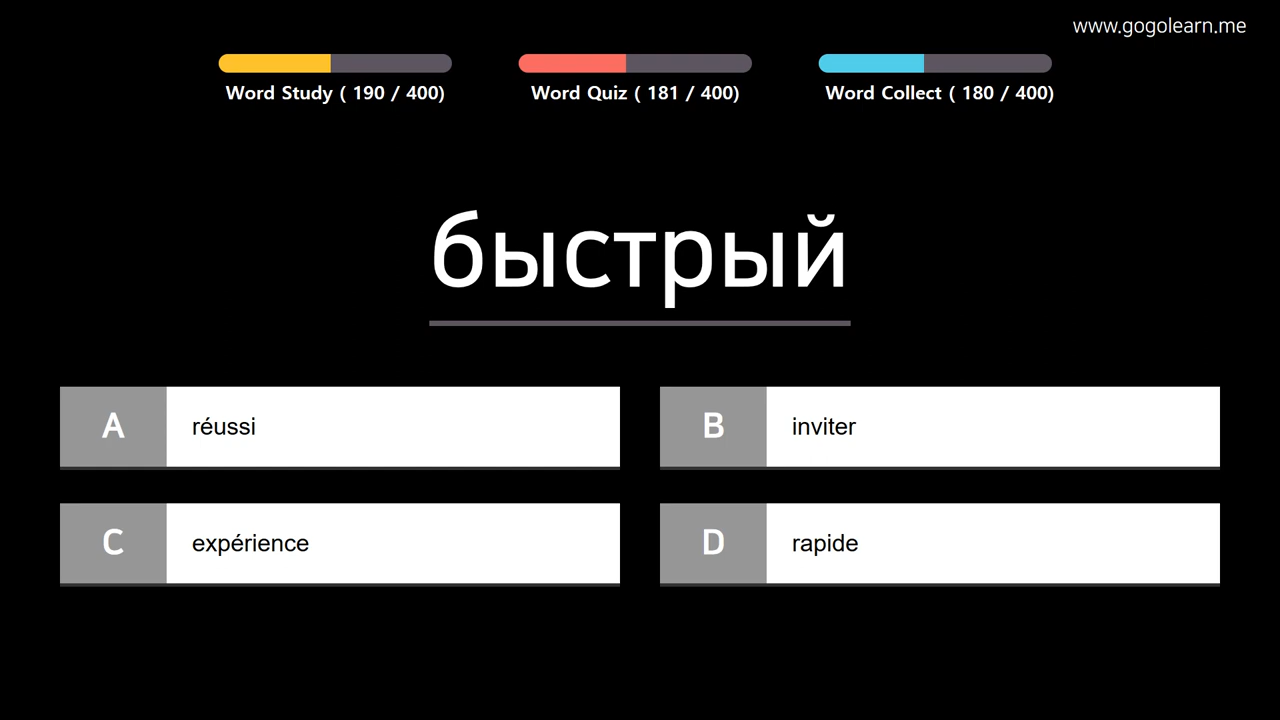 www.gogolearn.me
Word Study ( 190 / 400)
Word Quiz ( 181 / 400)
Word Collect ( 180 / 400)
быстрый
A réussi
B inviter
C expérience
D rapide